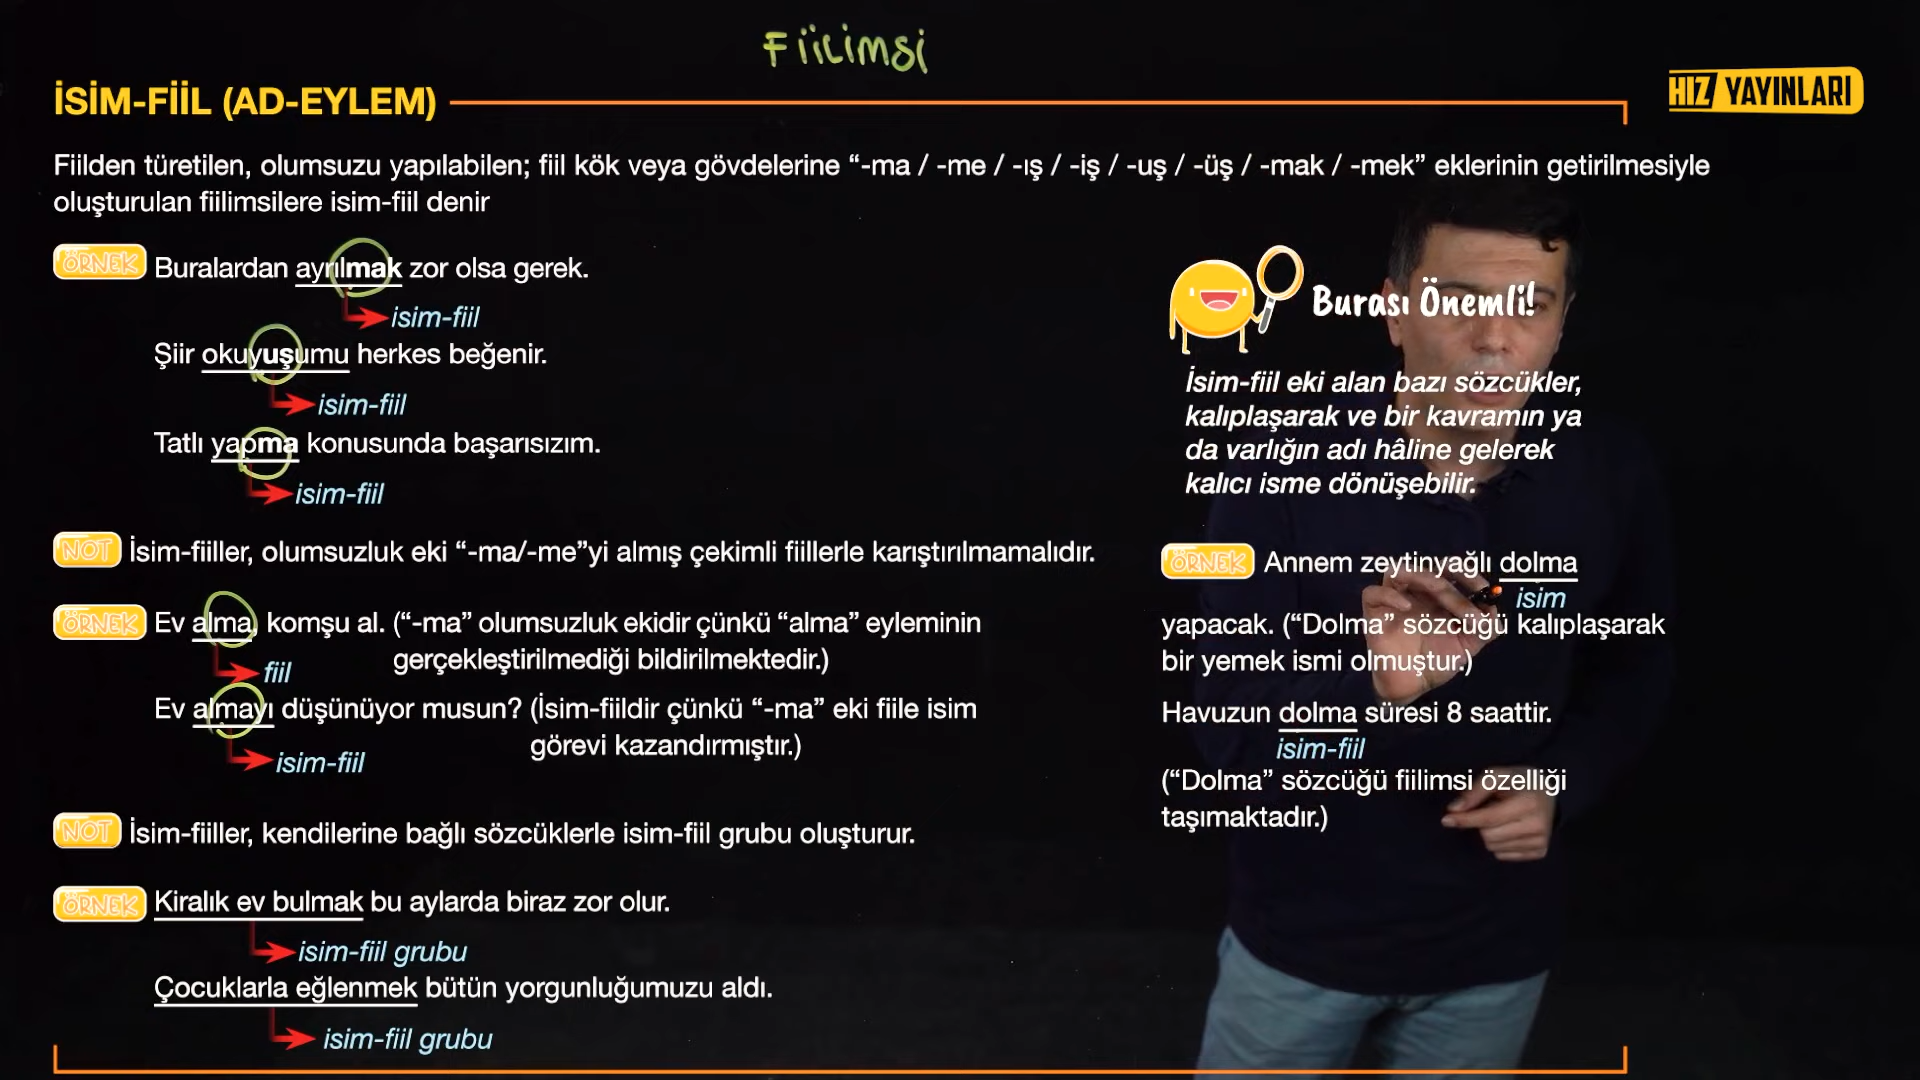 Fiilimsi
İSİM-FİİL (AD-EYLEM)
HIZ YAYINLARI
Fiilden türetilen, olumsuzu yapılabilen; fiil kök veya gövdelerine “-ma / -me / -ış / -iş / -uş / -üş / -mak / -mek” eklerinin getirilmesiyle
oluşturulan fiilimsilere isim-fiil denir
ÖRNEK Buralardan ayrılmak zor olsa gerek.
isim-fiil
Şiir okuyuşumu herkes beğenir.
isim-fiil
Tatlı yapma konusunda başarısızım.
isim-fiil
NOT İsim-fiiller, olumsuzluk eki “-ma/-me”yi almış çekimli fiillerle karıştırılmamalıdır.
ÖRNEK Ev alma, komşu al. (“-ma” olumsuzluk ekidir çünkü “alma” eyleminin
gerçekleştirilmediği bildirilmektedir.)
fiil
Ev almayı düşünüyor musun? (İsim-fiildir çünkü “-ma” eki fiile isim
görevi kazandırmıştır.)
isim-fiil
NOT İsim-fiiller, kendilerine bağlı sözcüklerle isim-fiil grubu oluşturur.
ÖRNEK Kiralık ev bulmak bu aylarda biraz zor olur.
isim-fiil grubu
Çocuklarla eğlenmek bütün yorgunluğumuzu aldı.
isim-fiil grubu
Burası Önemli!
İsim-fiil eki alan bazı sözcükler,
kalıplaşarak ve bir kavramın ya
da varlığın adı hâline gelerek
kalıcı isme dönüşebilir.
ÖRNEK Annem zeytinyağlı dolma
isim
yapacak. (“Dolma” sözcüğü kalıplaşarak
bir yemek ismi olmuştur.)
Havuzun dolma süresi 8 saattir.
isim-fiil
(“Dolma” sözcüğü fiilimsi özelliği
taşımaktadır.)